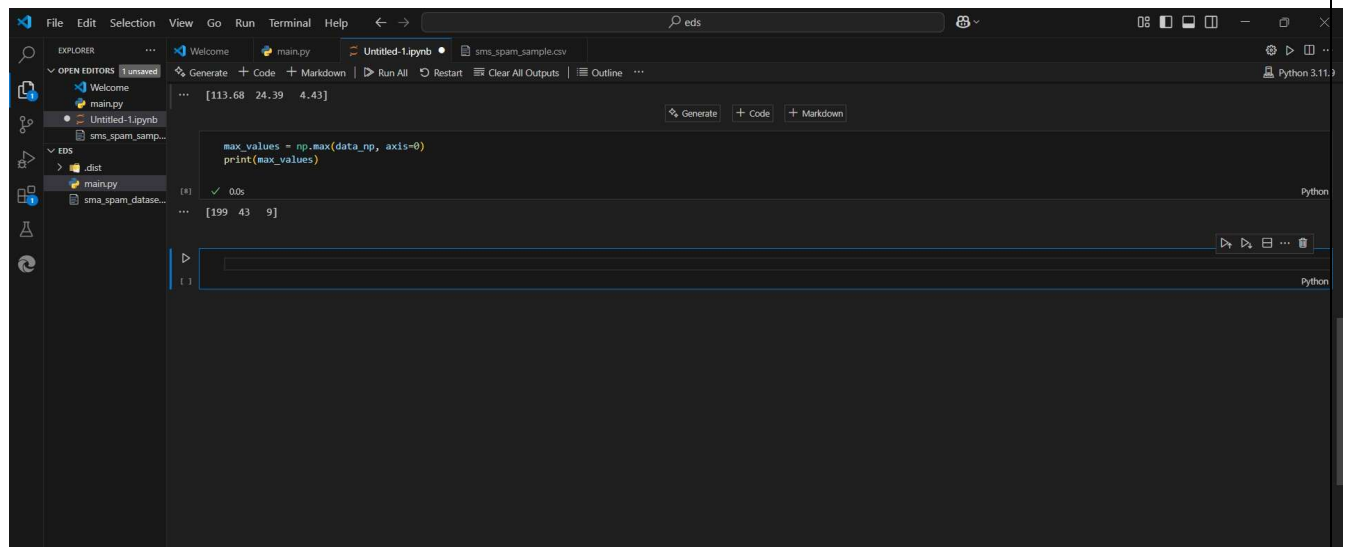 File Edit Selection View Go Run Terminal Help
eds
EXPLORER
Welcome
main.py
Untitled-1.ipynb
sms_spam_sample.csv
OPEN EDITORS 1 unsaved
Generate + Code + Markdown | Run All Restart Clear All Outputs | Outline ...
Python 3.11.9
Welcome
main.py
Untitled-1.ipynb
sms_spam_samp...
EDS
.dist
main.py
sma_spam_datase...
... [113.68 24.39 4.43]
Generate + Code + Markdown
max_values = np.max(data_np, axis=0)
print(max_values)
[8] 0.0s
Python
... [199 43 9]
[ ]
Python